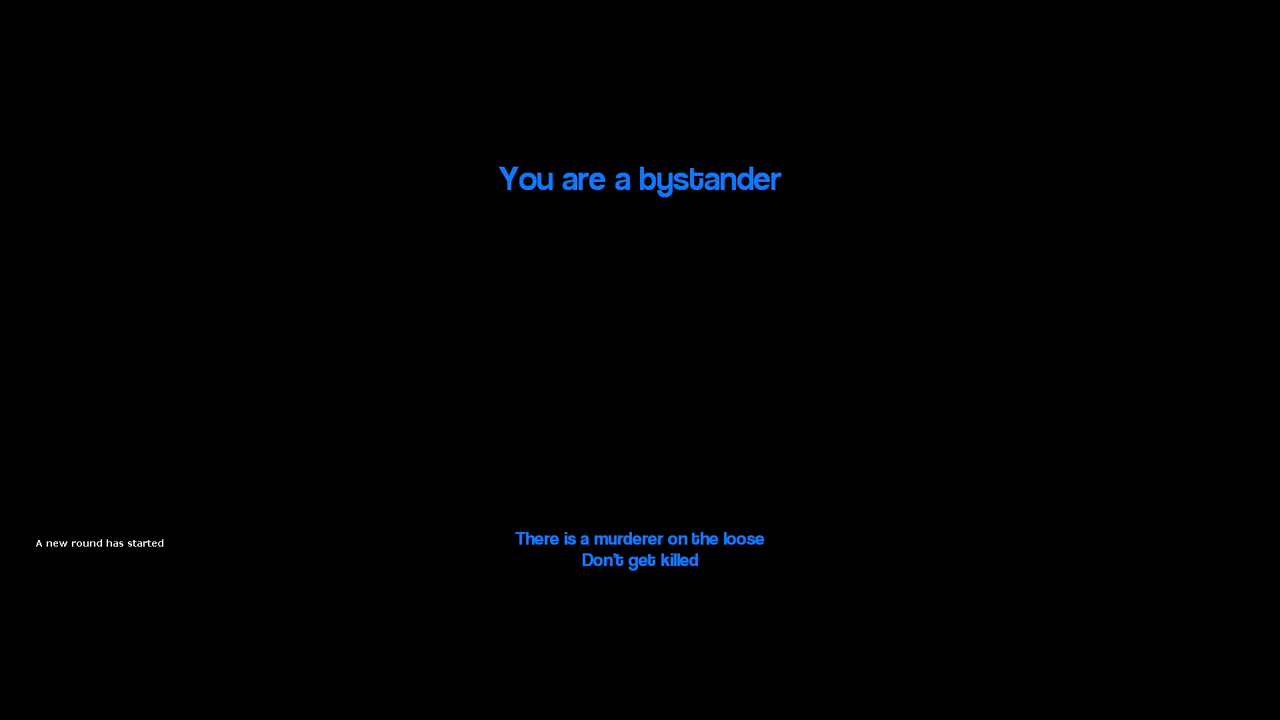 You are a bystander
A new round has started
There is a murderer on the loose
Don't get killed